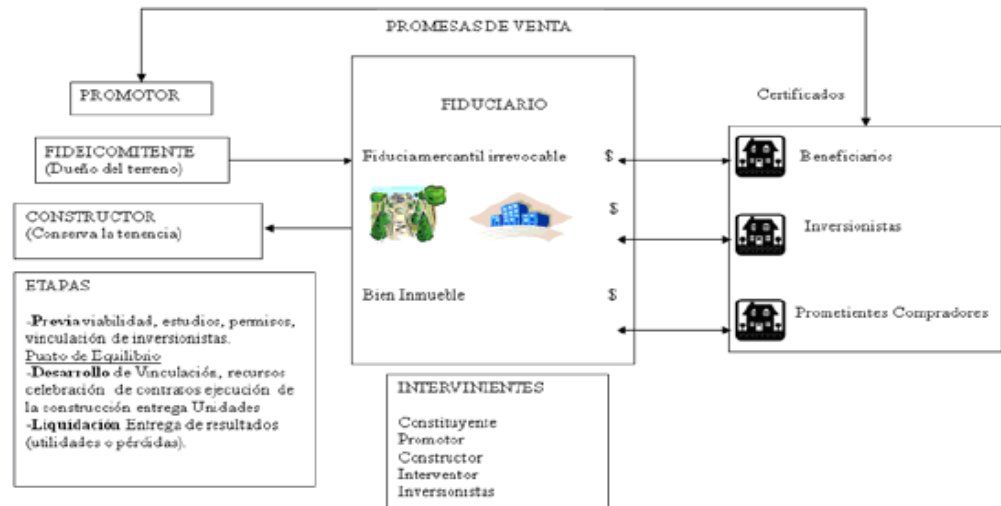 PROMESAS DE VENTA
PROMOTOR
FIDEICOMITENTE
(Dueño del terreno)
CONSTRUCTOR
(Conserva la tenencia)
FIDUCIARIO
Fiduciamercantil irrevocable $
$
Bien Inmueble $
Certificados
Beneficiarios
Inversionistas
Prometientes Compradores
ETAPAS
-Previa viabilidad, estudios, permisos,
vinculación de inversionistas.
Punto de Equilibrio
-Desarrollo de Vinculación, recursos
celebración de contratos ejecución de
la construcción entrega Unidades
-Liquidación Entrega de resultados
(utilidades o pérdidas).
INTERVINIENTES
Constituyente
Promotor
Constructor
Interventor
Inversionistas